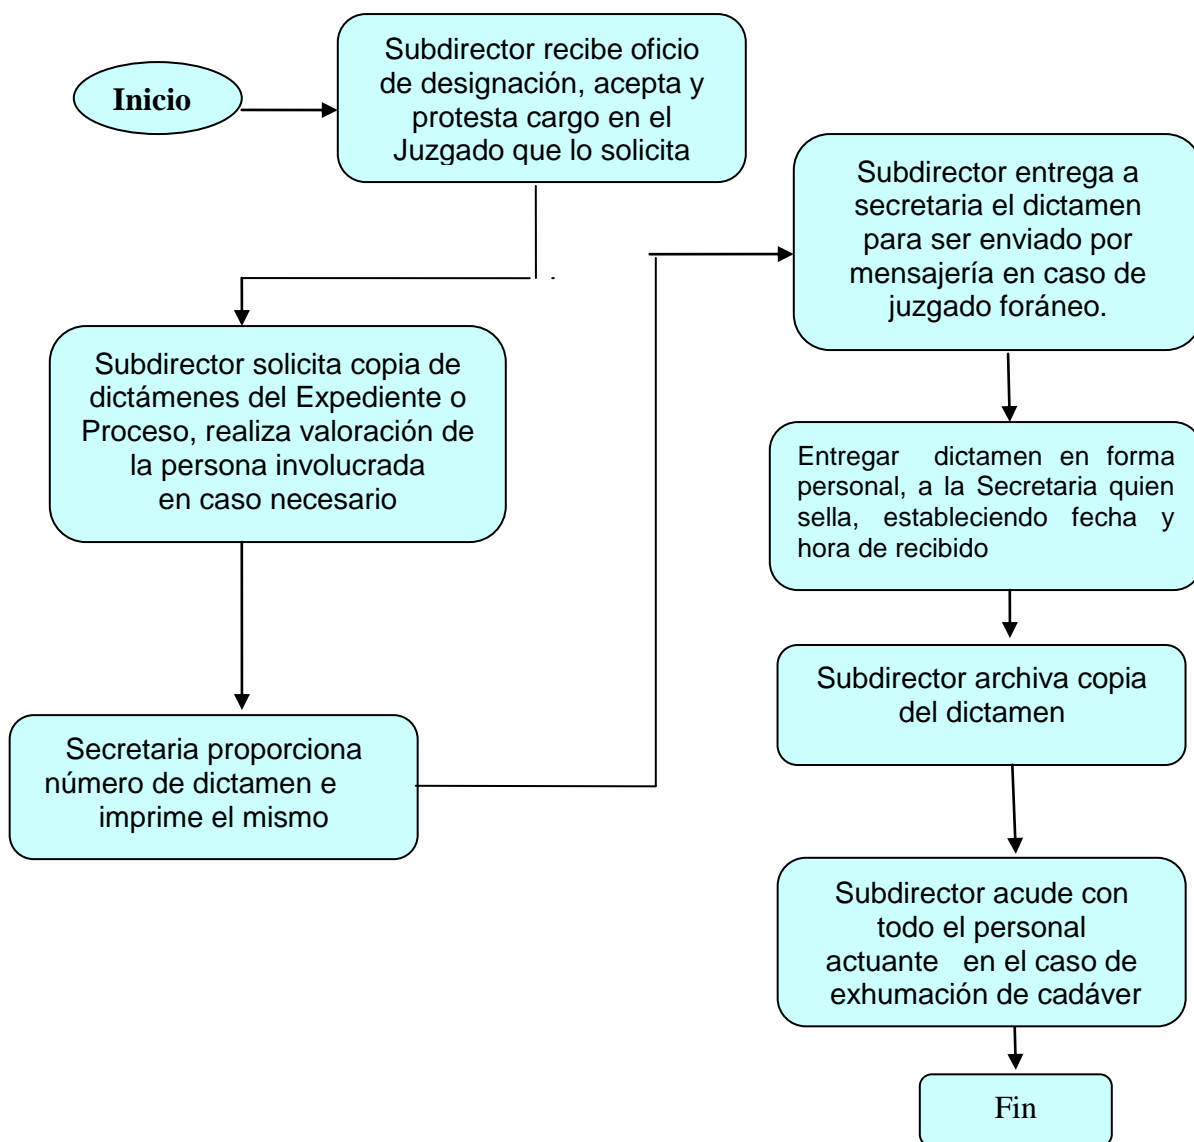 Inicio
Subdirector recibe oficio
de designación, acepta y
protesta cargo en el
Juzgado que lo solicita
Subdirector solicita copia de
dictámenes del Expediente o
Proceso, realiza valoración de
la persona involucrada
en caso necesario
Secretaria proporciona
número de dictamen e
imprime el mismo
Subdirector entrega a
secretaria el dictamen
para ser enviado por
mensajería en caso de
juzgado foráneo.
Entregar dictamen en forma
personal, a la Secretaria quien
sella, estableciendo fecha y
hora de recibido
Subdirector archiva copia
del dictamen
Subdirector acude con
todo el personal
actuante en el caso de
exhumación de cadáver
Fin